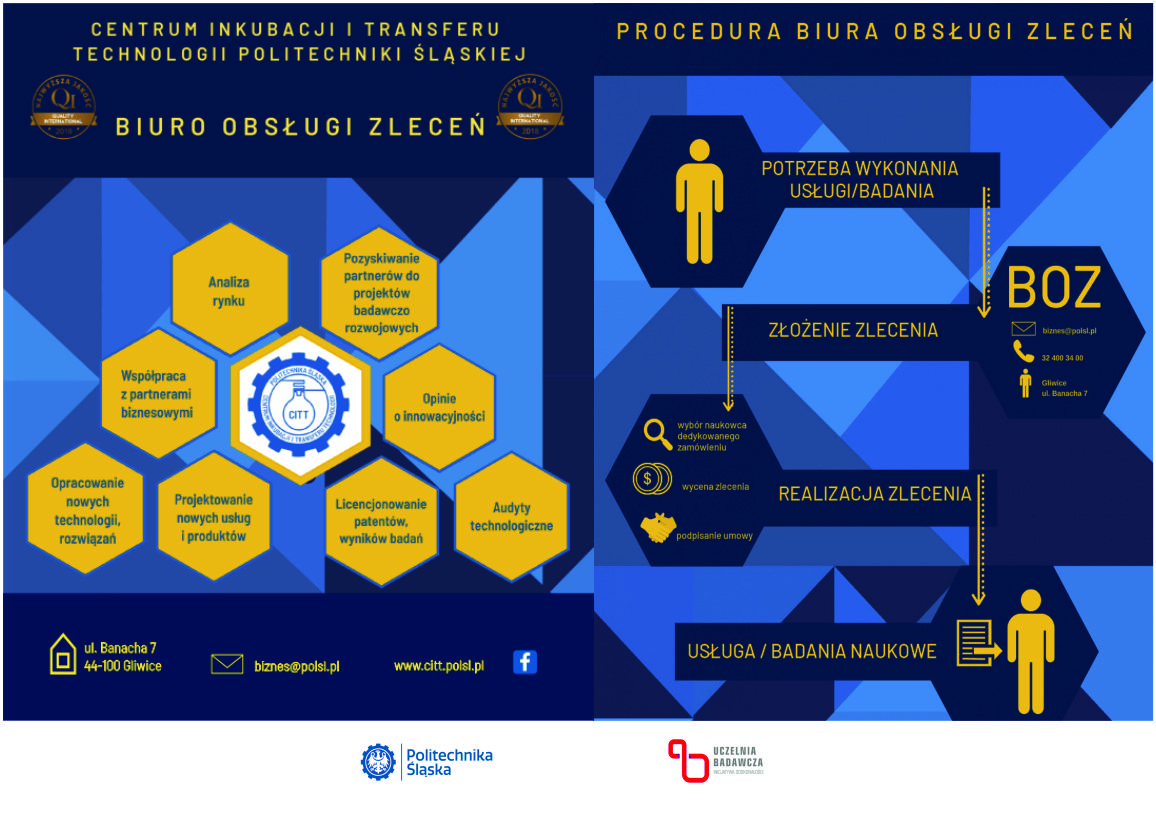 CENTRUM INKUBACJI I TRANSFERU
TECHNOLOGII POLITECHNIKI ŚLĄSKIEJ
NAJWYŻSZA JAKOŚĆ
QI
QUALITY
INTERNATIONAL
2018
BIURO OBSŁUGI ZLECEŃ
NAJWYŻSZA JAKOŚĆ
QI
QUALITY
INTERNATIONAL
2018
Analiza
rynku
Pozyskiwanie
partnerów do
projektów
badawczo
rozwojowych
Współpraca
z partnerami
biznesowymi
POLITECHNIKA ŚLĄSKA
CITT
CENTRUM INKUBACJI I TRANSFERU TECHNOLOGII
Opinie
o innowacyjności
Opracowanie
nowych
technologii,
rozwiązań
Projektowanie
nowych usług
i produktów
Licencjonowanie
patentów,
wyników badań
Audyty
technologiczne
ul. Banacha 7
44-100 Gliwice
biznes@polsl.pl
www.citt.polsl.pl
f
PROCEDURA BIURA OBSŁUGI ZLECEŃ
POTRZEBA WYKONANIA
USŁUGI/BADANIA
BOZ
biznes@polsl.pl
32 400 34 00
Gliwice
ul. Banacha 7
ZŁOŻENIE ZLECENIA
wybór naukowca
dedykowanego
zamówieniu
$
wycena zlecenia
podpisanie umowy
REALIZACJA ZLECENIA
USŁUGA / BADANIA NAUKOWE
Politechnika
Śląska
UCZELNIA
BADAWCZA
INICJATYWA DOSKONAŁOŚCI